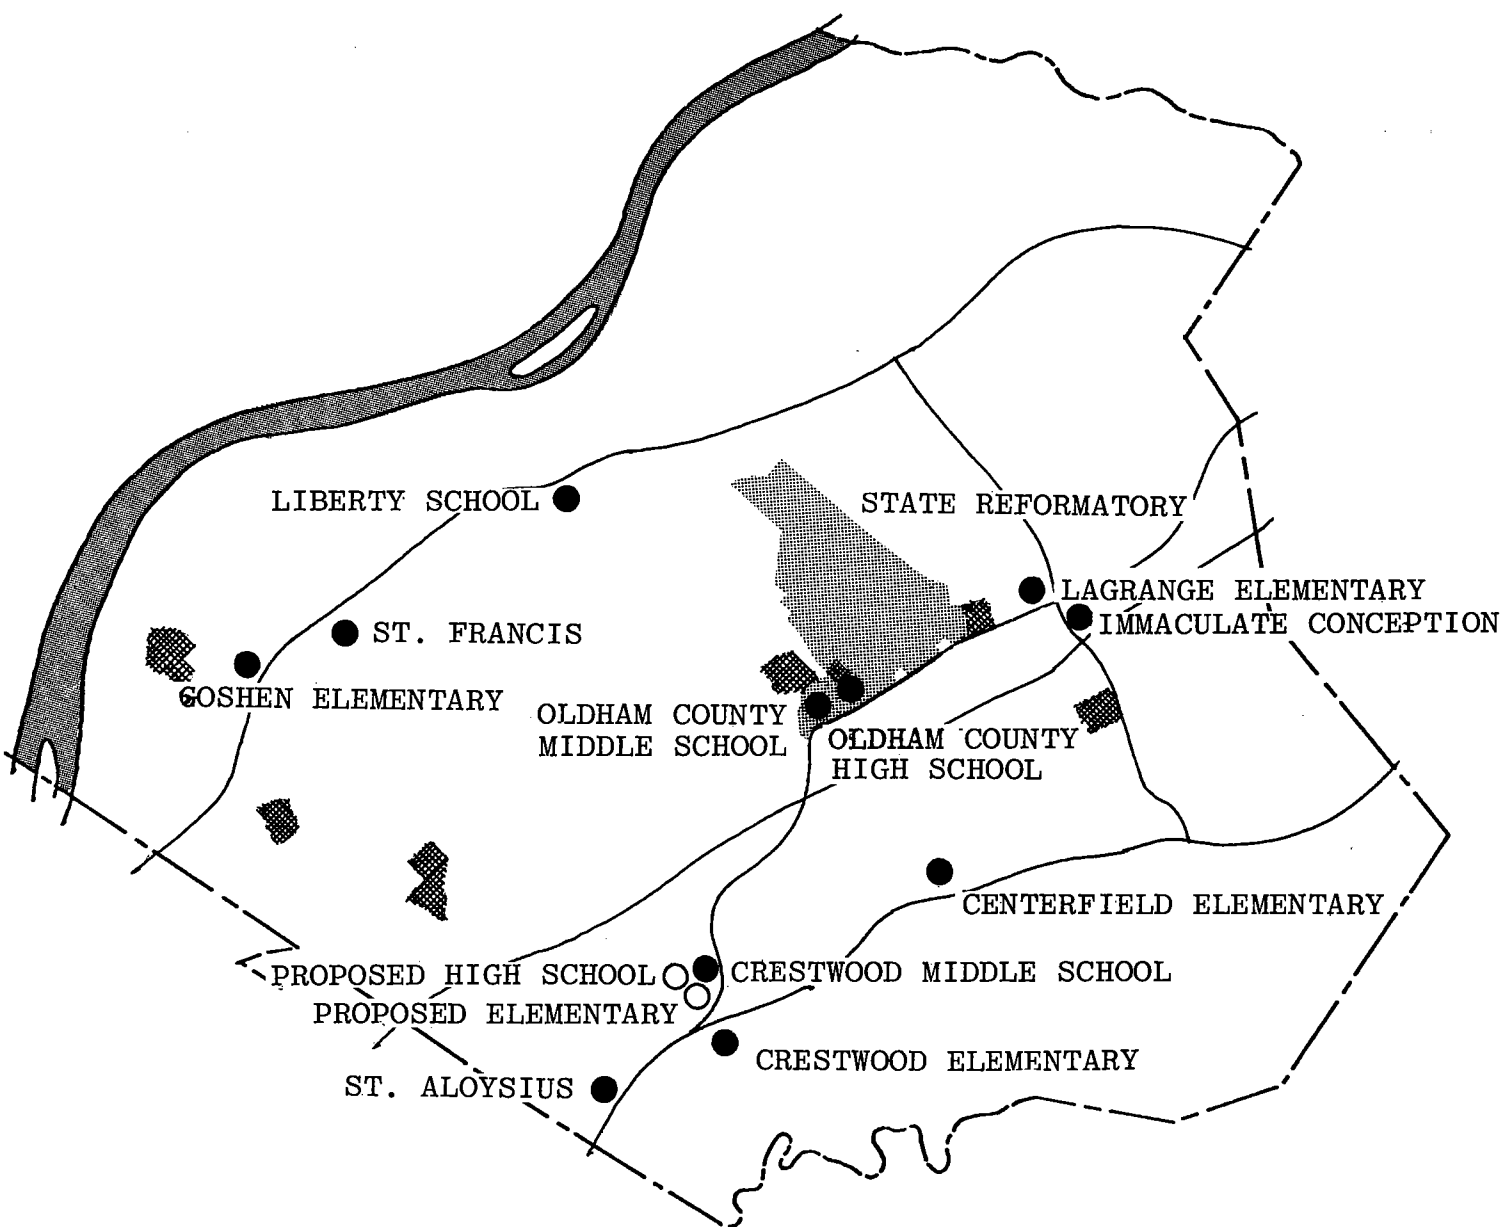 LIBERTY SCHOOL
STATE REFORMATORY
LAGRANGE ELEMENTARY
IMMACULATE CONCEPTION
ST. FRANCIS
GOSHEN ELEMENTARY
OLDHAM COUNTY
MIDDLE SCHOOL
OLDHAM COUNTY
HIGH SCHOOL
CENTERFIELD ELEMENTARY
PROPOSED HIGH SCHOOL
CRESTWOOD MIDDLE SCHOOL
PROPOSED ELEMENTARY
CRESTWOOD ELEMENTARY
ST. ALOYSIUS